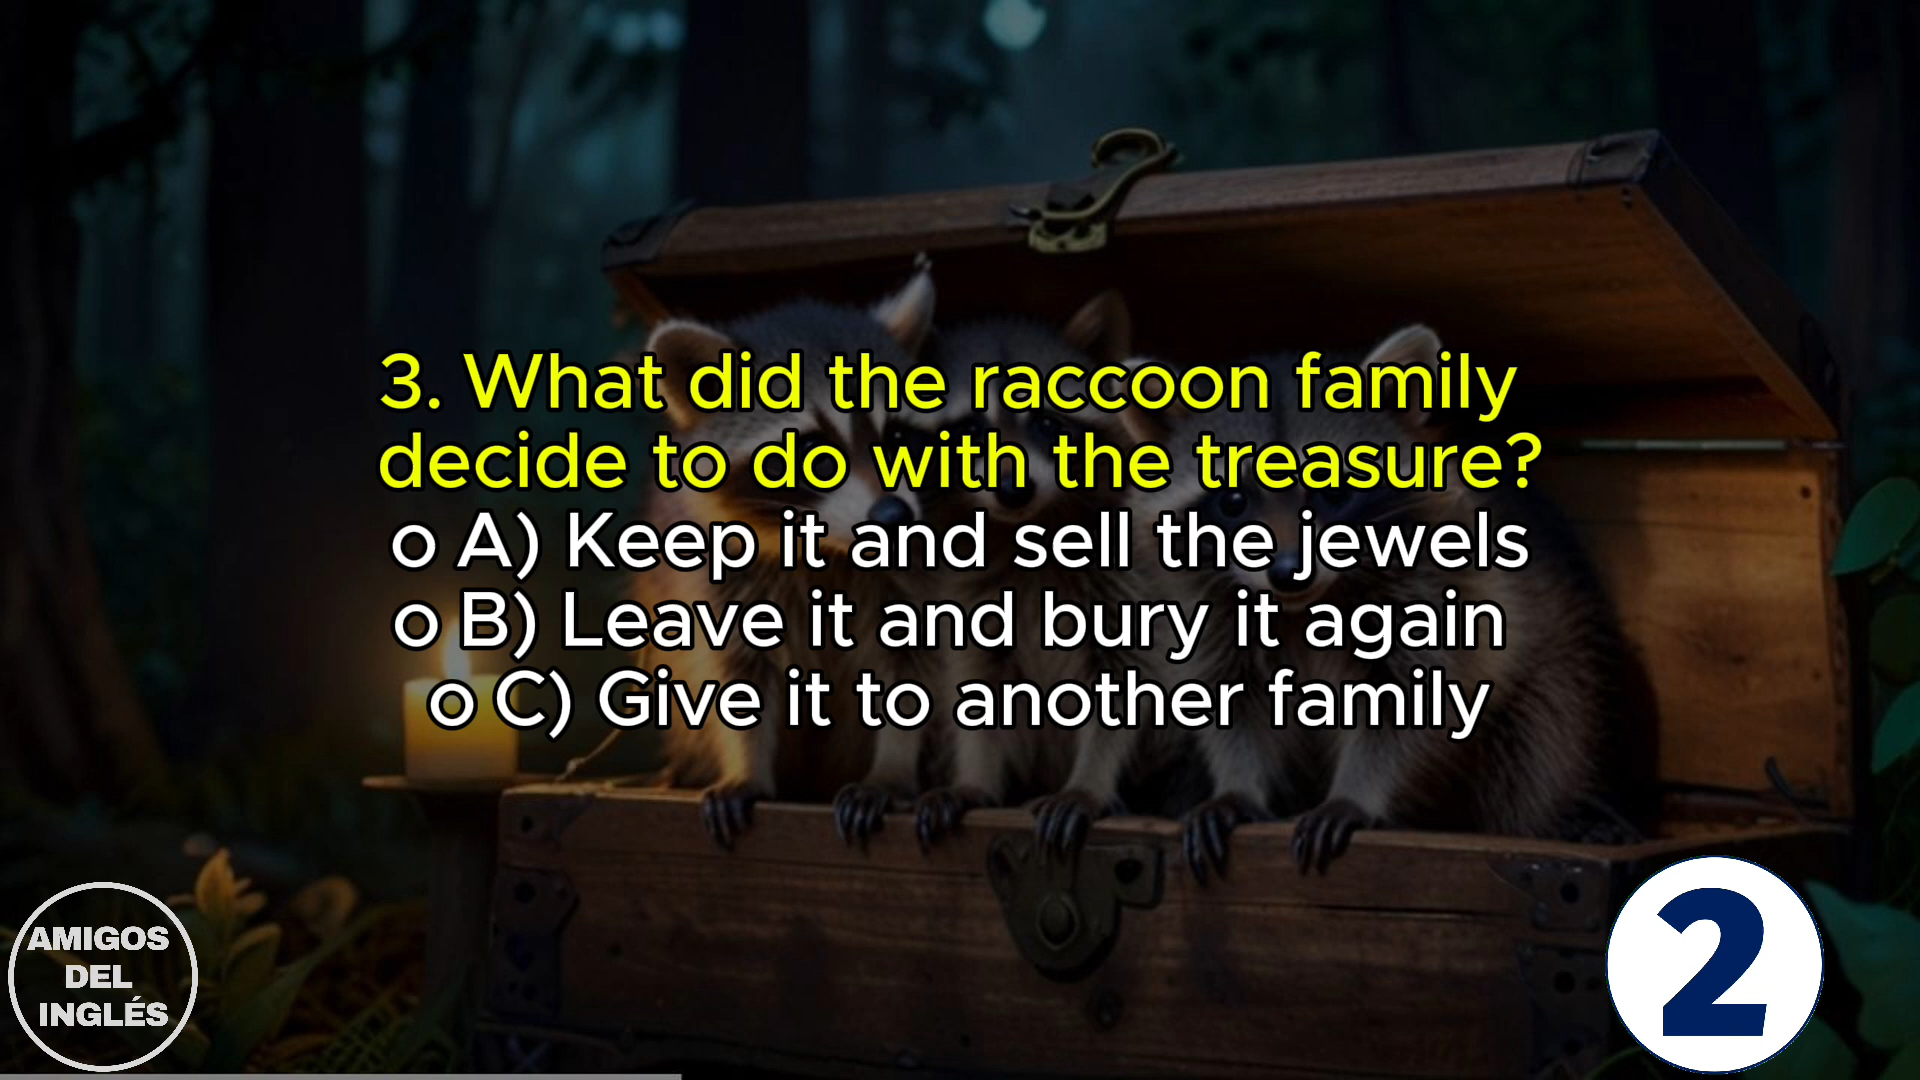 3. What did the raccoon family
decide to do with the treasure?
o A) Keep it and sell the jewels
o B) Leave it and bury it again
o C) Give it to another family
AMIGOS
DEL
INGLÉS
2